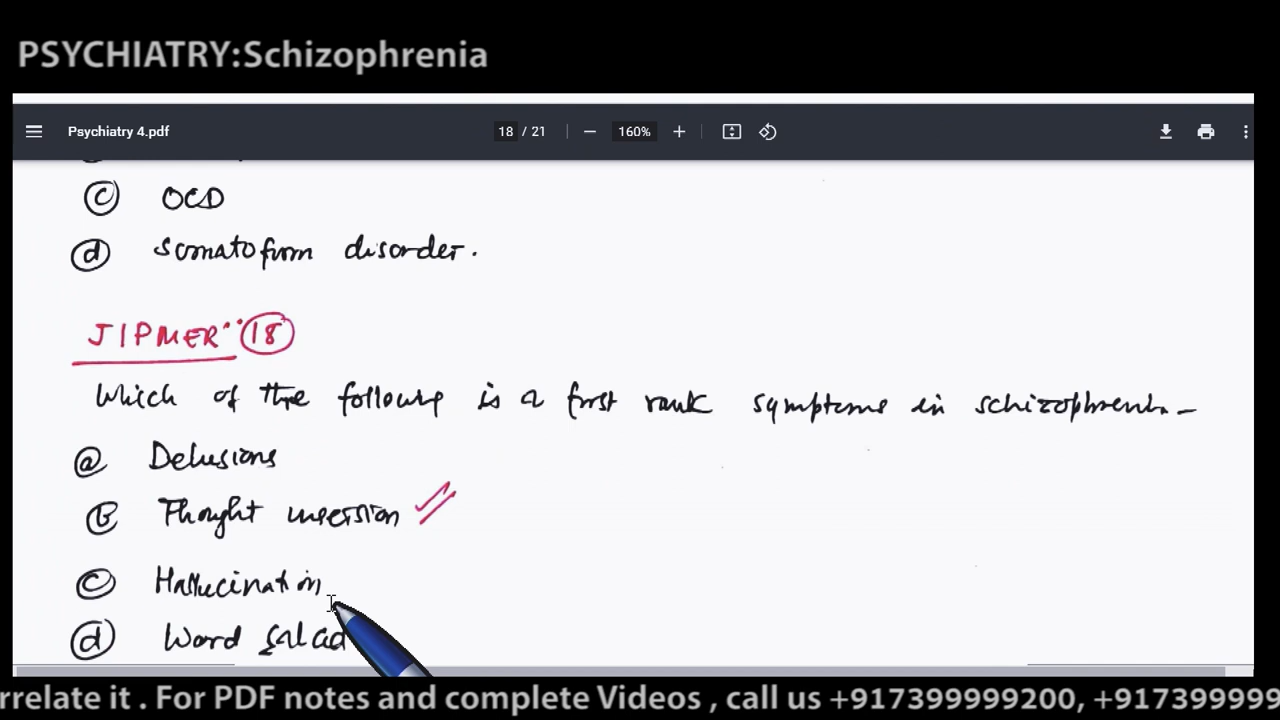 PSYCHIATRY:Schizophrenia
Psychiatry 4.pdf
18 / 21
160%
c OCD
d Somatoform disorder.
JIPMER 18
Which of the following is a first rank symptoms in schizophrenia -
a Delusions
b Thought insertion
c Hallucination
d Word salad
rrelate it . For PDF notes and complete Videos , call us +917399999200, +917399999